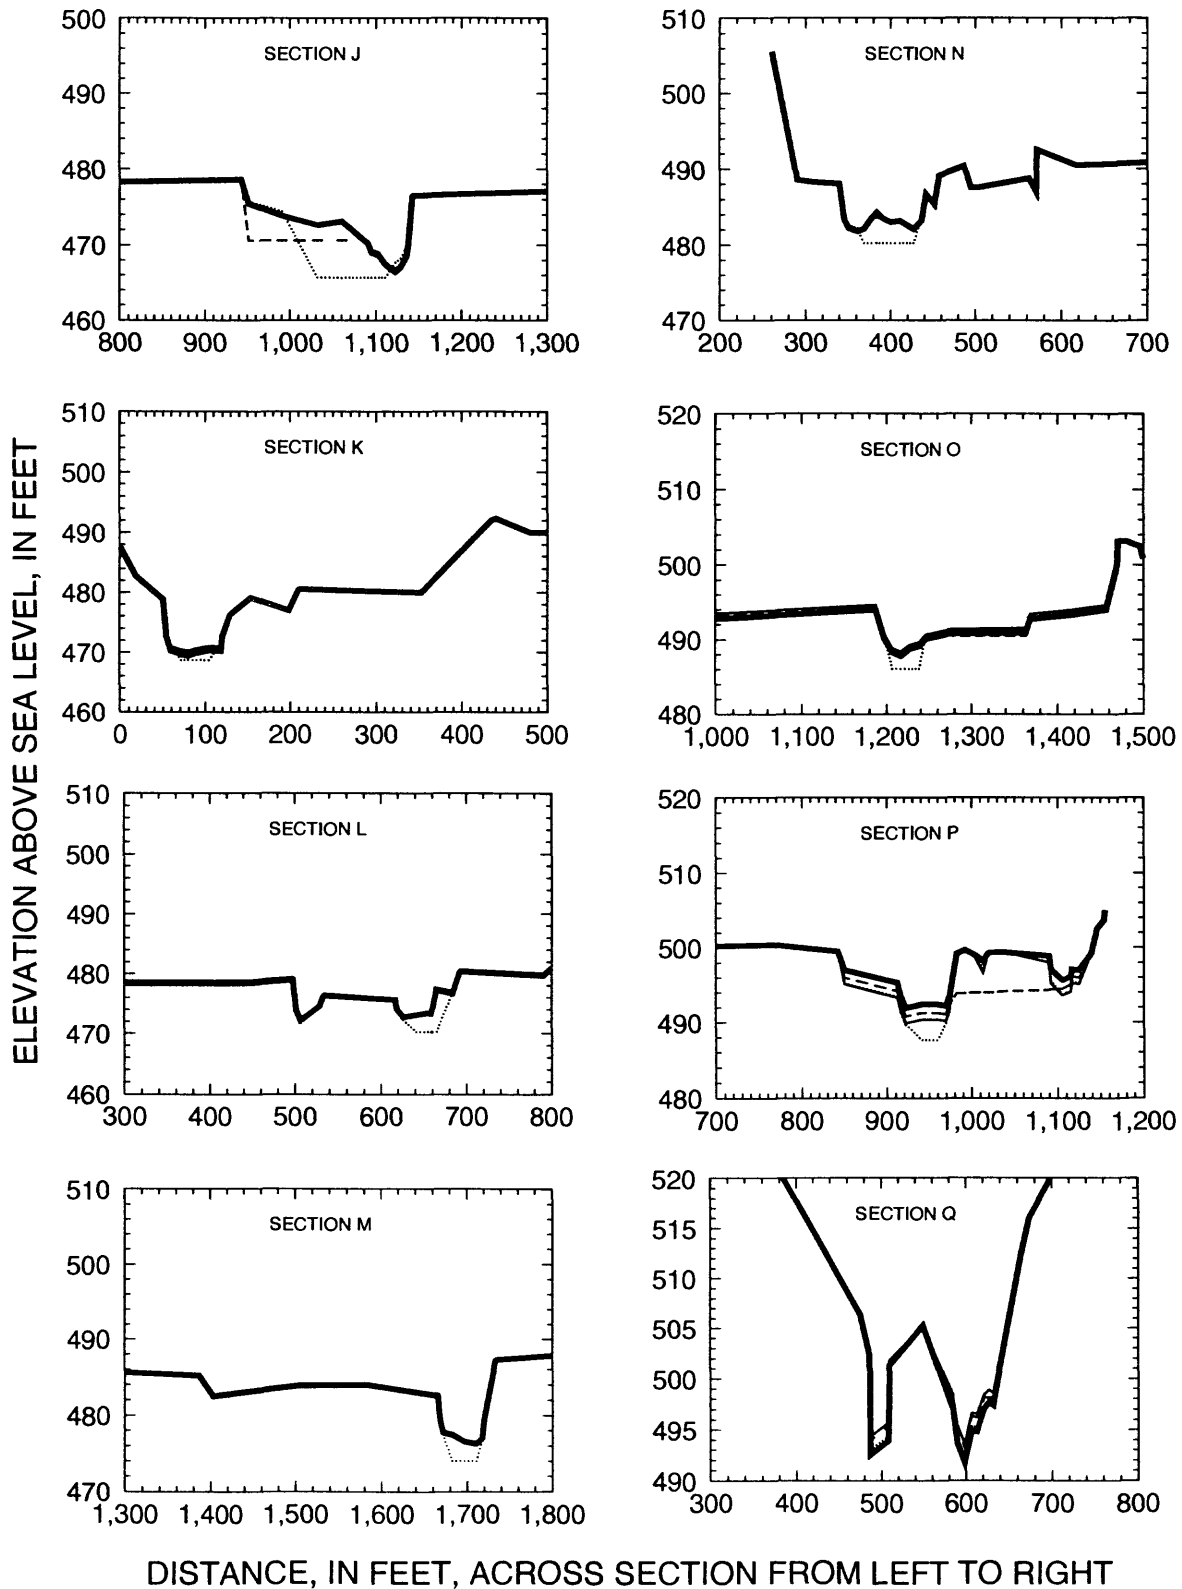 ELEVATION ABOVE SEA LEVEL, IN FEET
SECTION J
500
490
480
470
460
800 900 1,000 1,100 1,200 1,300
SECTION N
510
500
490
480
470
200 300 400 500 600 700
SECTION K
510
500
490
480
470
460
0 100 200 300 400 500
SECTION O
520
510
500
490
480
1,000 1,100 1,200 1,300 1,400 1,500
SECTION L
510
500
490
480
470
460
300 400 500 600 700 800
SECTION P
520
510
500
490
480
700 800 900 1,000 1,100 1,200
SECTION M
510
500
490
480
470
1,300 1,400 1,500 1,600 1,700 1,800
SECTION Q
520
515
510
505
500
495
490
300 400 500 600 700 800
DISTANCE, IN FEET, ACROSS SECTION FROM LEFT TO RIGHT